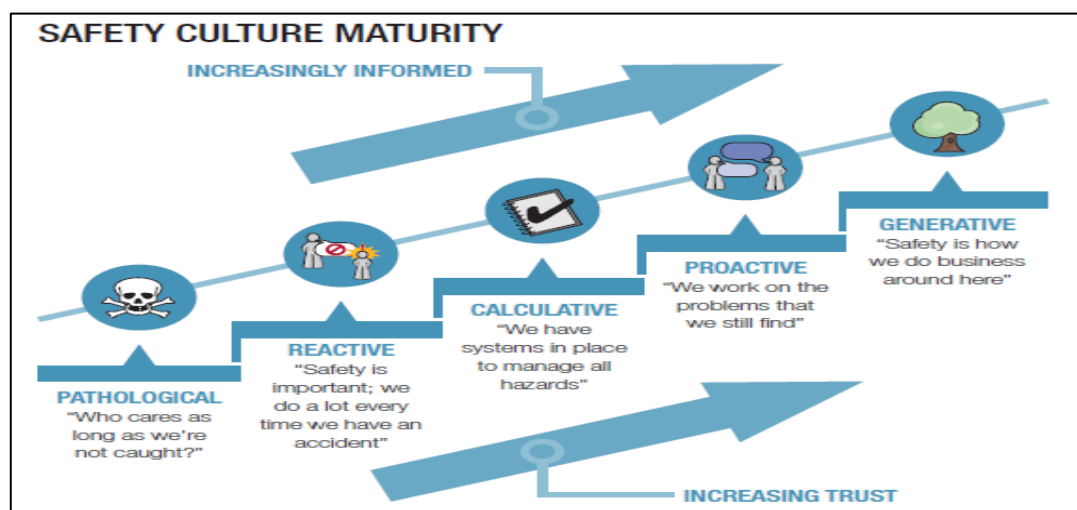 SAFETY CULTURE MATURITY
INCREASINGLY INFORMED
PATHOLOGICAL
“Who cares as
long as we’re
not caught?”
REACTIVE
“Safety is
important; we
do a lot every
time we have an
accident”
CALCULATIVE
“We have
systems in place
to manage all
hazards”
PROACTIVE
“We work on the
problems that
we still find”
GENERATIVE
“Safety is how
we do business
around here”
INCREASING TRUST